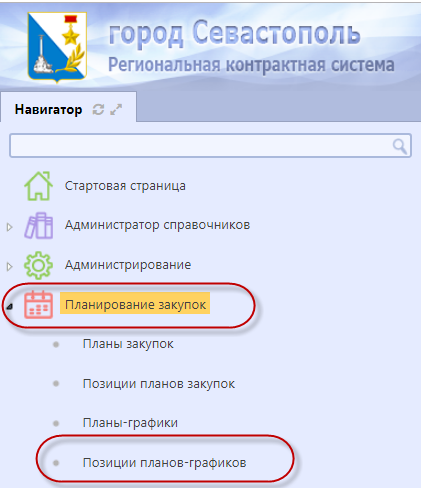 город Севастополь
Региональная контрактная система
Навигатор
Стартовая страница
Администратор справочников
Администрирование
Планирование закупок
Планы закупок
Позиции планов закупок
Планы-графики
Позиции планов-графиков